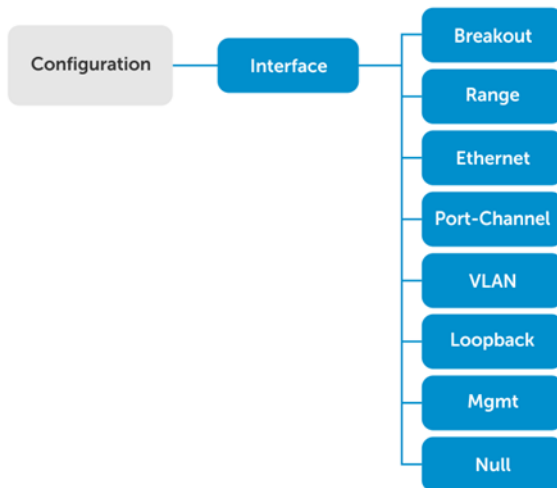 Configuration
Interface
Breakout
Range
Ethernet
Port-Channel
VLAN
Loopback
Mgmt
Null